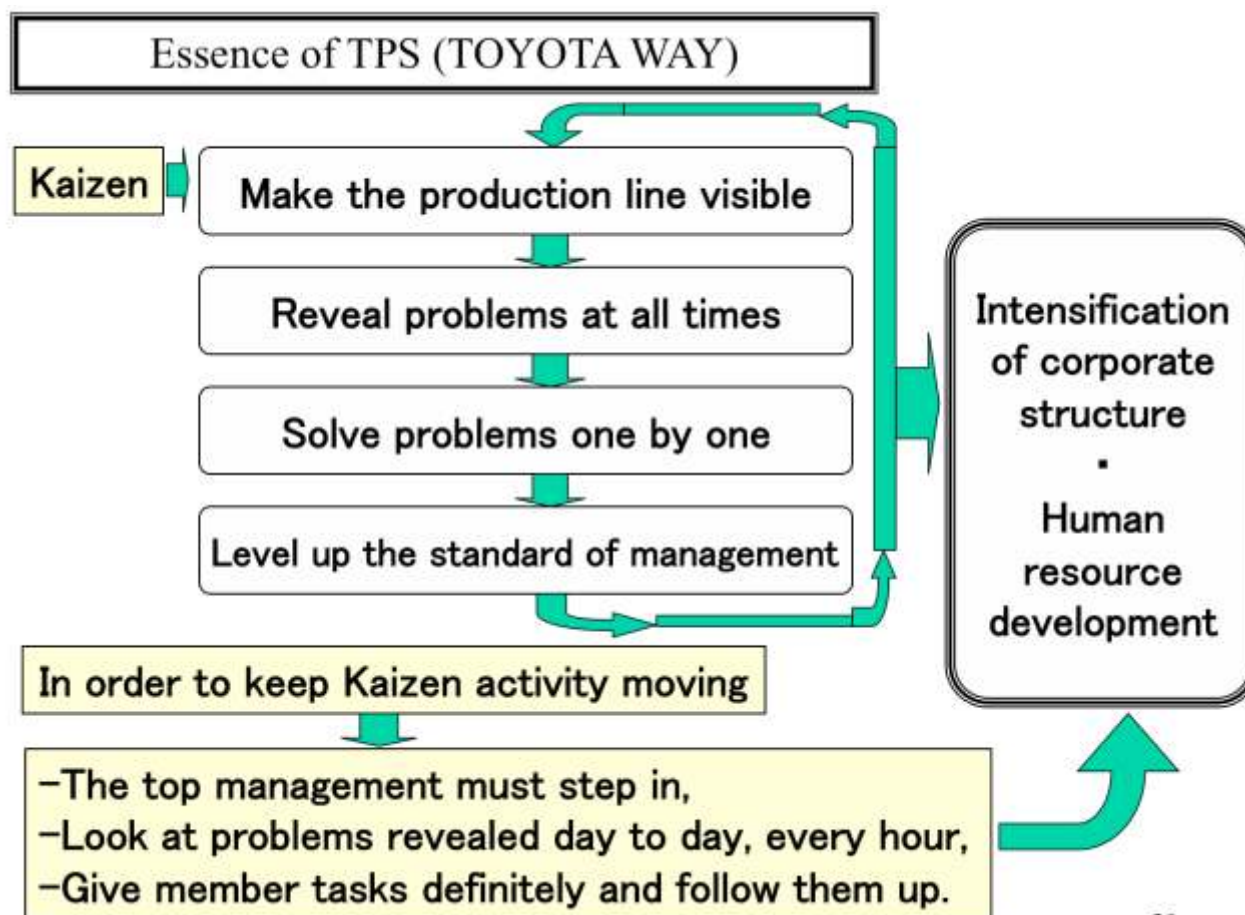 Essence of TPS (TOYOTA WAY)
Kaizen
Make the production line visible
Reveal problems at all times
Solve problems one by one
Level up the standard of management
Intensification
of corporate
structure
・
Human
resource
development
In order to keep Kaizen activity moving
-The top management must step in,
-Look at problems revealed day to day, every hour,
-Give member tasks definitely and follow them up.